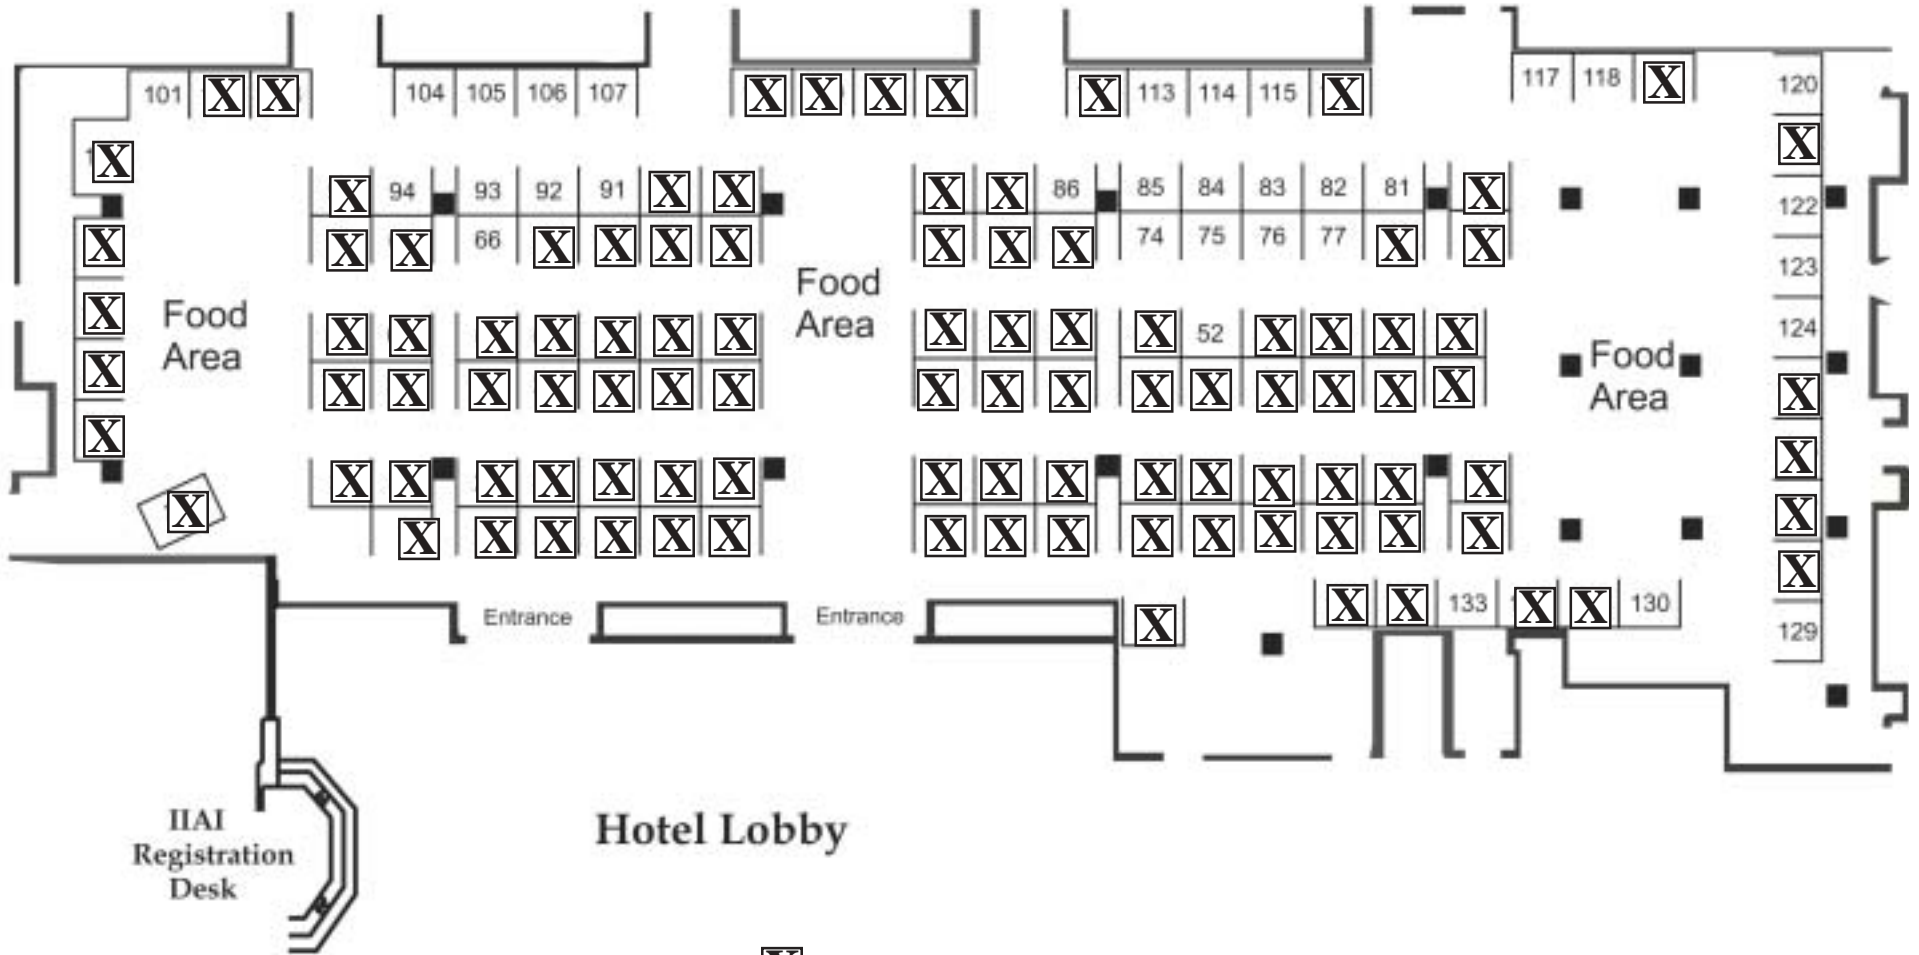 101 X X 104 105 106 107 X X X X X 113 114 115 X 117 118 X 120
X X
X 94 93 92 91 X X X X 86 85 84 83 82 81 X 122
X X X 66 X X X X X X X 74 75 76 77 X X
123
Food
Area
Food
Area
Food
Area
X X X X X X X X X X X X 52 X X X X 124
X X X X X X X X X X X X X X X X X X
X X X X X X X X X X X X X X X X X X
X X X X X X X X X X X X X X X X X
X
X X 133 X X 130
Entrance
Entrance
X
129
IIAI
Registration
Desk
Hotel Lobby